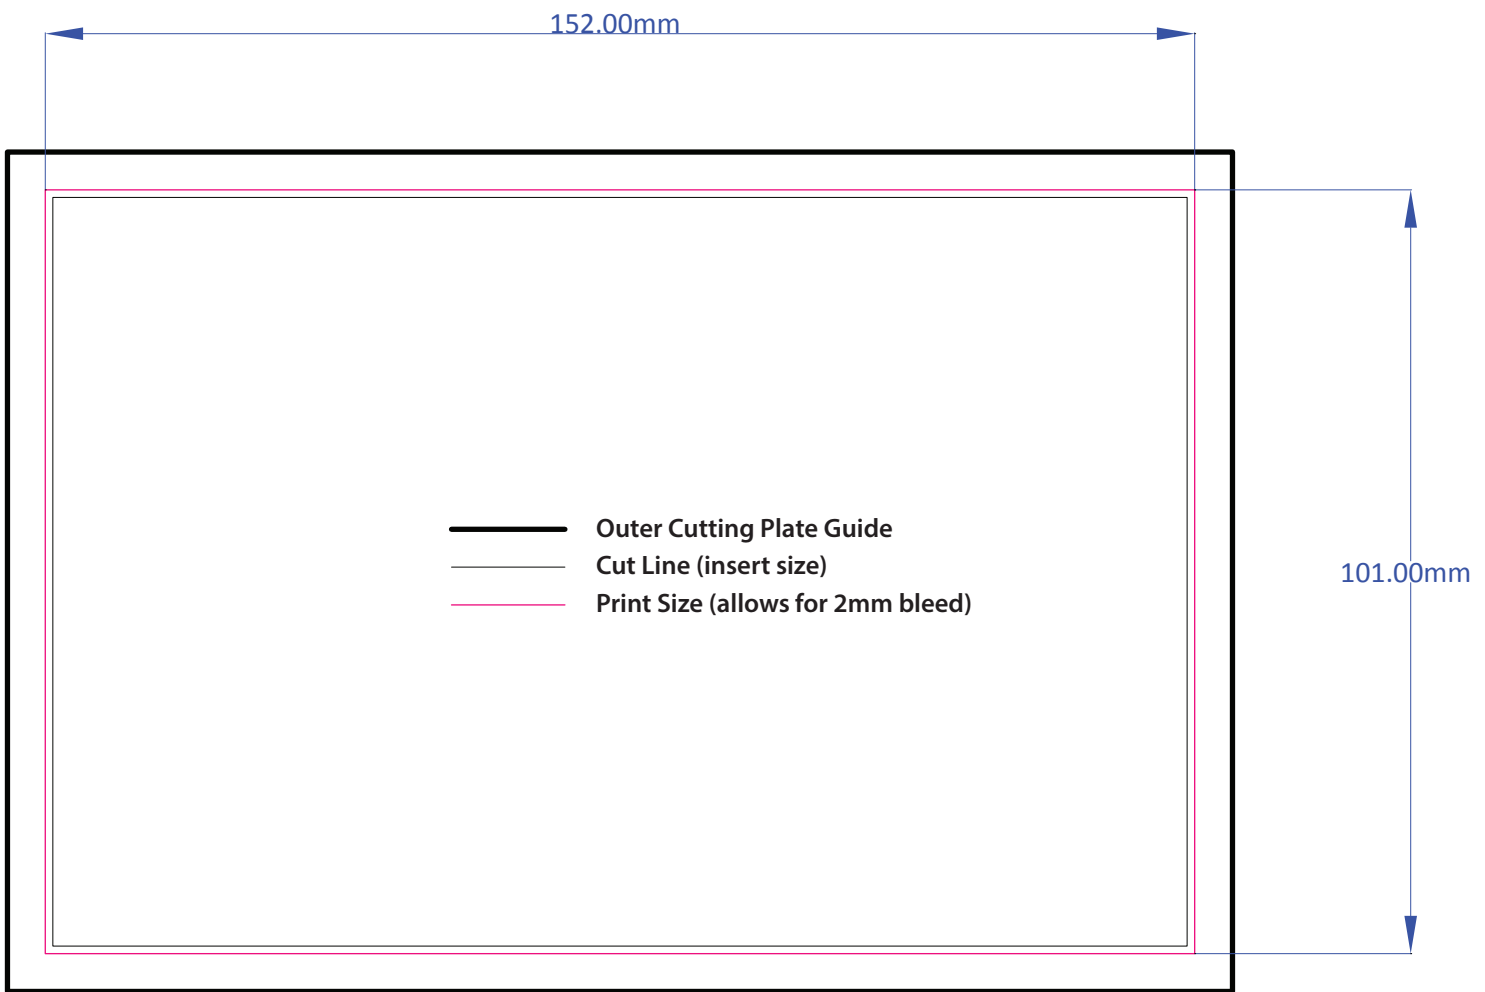 152.00mm
Outer Cutting Plate Guide
Cut Line (insert size)
101.00mm
Print Size (allows for 2mm bleed)